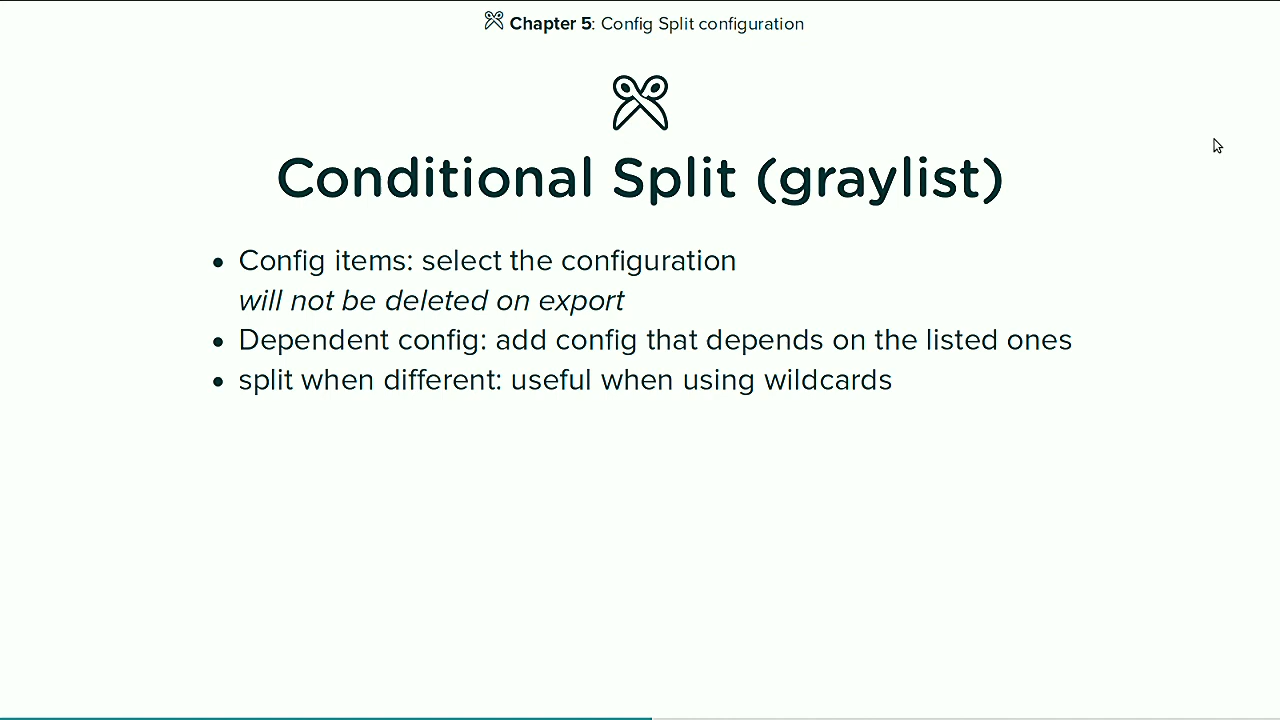 Chapter 5: Config Split configuration
Conditional Split (graylist)
Config items: select the configuration
will not be deleted on export
Dependent config: add config that depends on the listed ones
split when different: useful when using wildcards